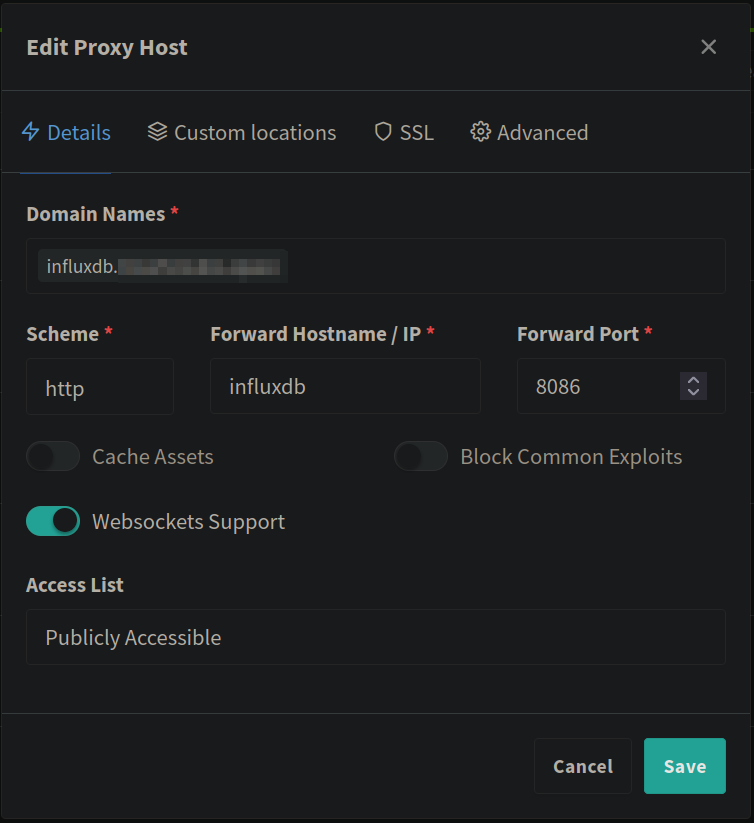 Edit Proxy Host
Details Custom locations SSL Advanced
Domain Names *
influxdb.
Scheme * Forward Hostname / IP * Forward Port *
http influxdb 8086
Cache Assets Block Common Exploits
Websockets Support
Access List
Publicly Accessible
Cancel Save